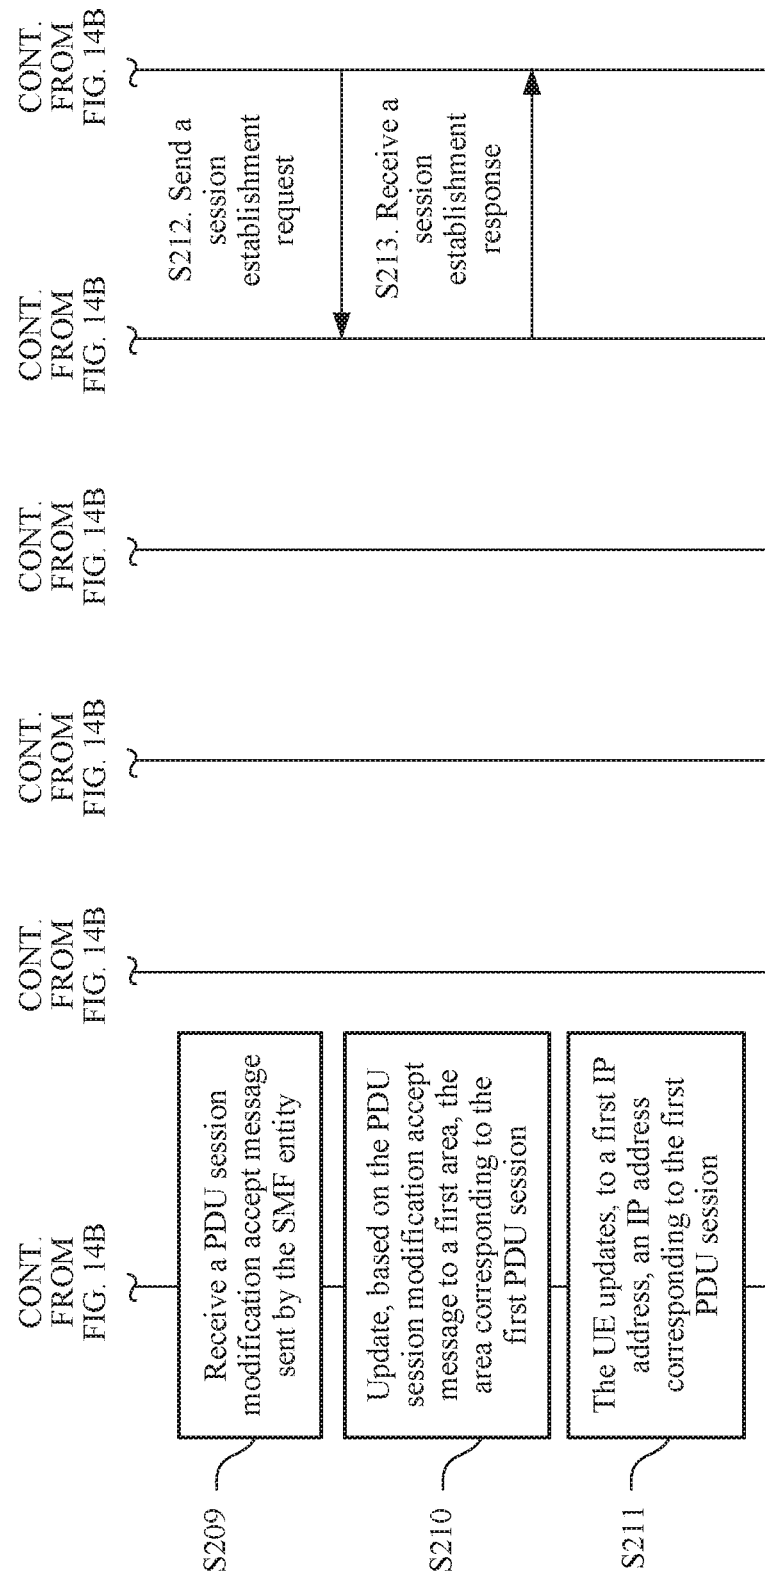 CONT.
FROM
FIG. 14B
CONT.
FROM
FIG. 14B
CONT.
FROM
FIG. 14B
CONT.
FROM
FIG. 14B
CONT.
FROM
FIG. 14B
CONT.
FROM
FIG. 14B
S209
Receive a PDU session
modification accept message
sent by the SMF entity
S210
Update, based on the PDU
session modification accept
message to a first area, the
area corresponding to the
first PDU session
S211
The UE updates, to a first IP
address, an IP address
corresponding to the first
PDU session
S212. Send a
session
establishment
request
S213. Receive a
session
establishment
response